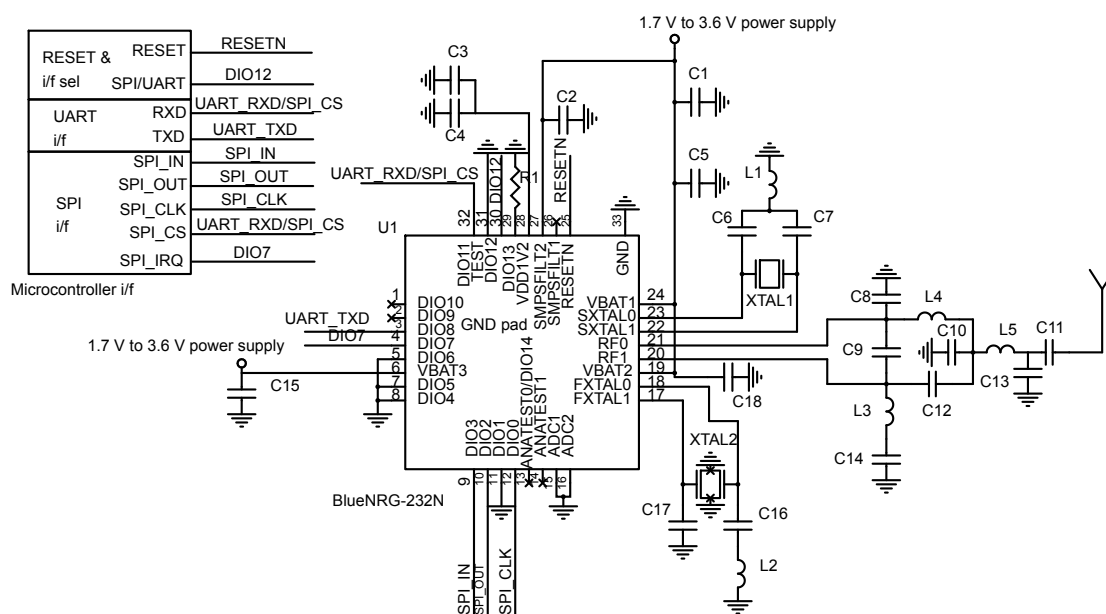 1.7 V to 3.6 V power supply
RESET &
i/f sel
RESET
RESETN
SPI/UART
DIO12
UART
i/f
RXD
UART_RXD/SPI_CS
TXD
UART_TXD
SPI
i/f
SPI_IN
SPI_IN
SPI_OUT
SPI_OUT
SPI_CLK
SPI_CLK
SPI_CS
UART_RXD/SPI_CS
SPI_IRQ
DIO7
Microcontroller i/f
C3
C4
C2
C1
C5
R1
DIO12
RESETN
UART_RXD/SPI_CS
L1
C6
C7
XTAL1
U1
32
31
30
29
28
27
26
25
33
DIO11
TEST
DIO12
DIO13
VDD1V2
SMPSFILT2
SMPSFILT1
RESETN
GND
GND pad
1
DIO10
2
DIO9
3
DIO8
4
DIO7
5
DIO6
6
VBAT3
7
DIO5
8
DIO4
UART_TXD
DIO7
1.7 V to 3.6 V power supply
C15
VBAT1
24
SXTAL0
23
SXTAL1
22
RF0
21
RF1
20
VBAT2
19
FXTAL0
18
FXTAL1
17
DIO3
DIO2
DIO1
DIO0
ANATEST0/DIO14
ANATEST1
ADC1
ADC2
9
10
11
12
13
14
15
16
BlueNRG-232N
SPI_IN
SPI_OUT
SPI_CLK
C18
XTAL2
C17
C16
L2
C8
L4
C9
C10
L5
C11
C13
C12
L3
C14